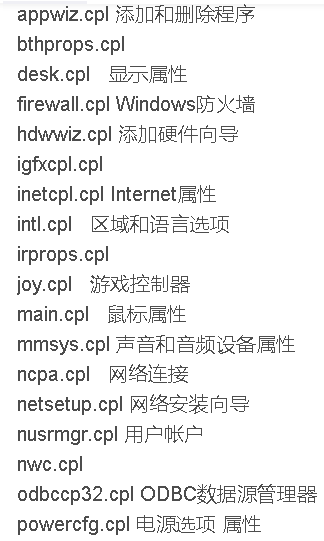 appwiz.cpl 添加和删除程序
bthprops.cpl
desk.cpl 显示属性
firewall.cpl Windows防火墙
hdwwiz.cpl 添加硬件向导
igfxcpl.cpl
inetcpl.cpl Internet属性
intl.cpl 区域和语言选项
irprops.cpl
joy.cpl 游戏控制器
main.cpl 鼠标属性
mmsys.cpl 声音和音频设备属性
ncpa.cpl 网络连接
netsetup.cpl 网络安装向导
nusrmgr.cpl 用户帐户
nwc.cpl
odbccp32.cpl ODBC数据源管理器
powercfg.cpl 电源选项 属性